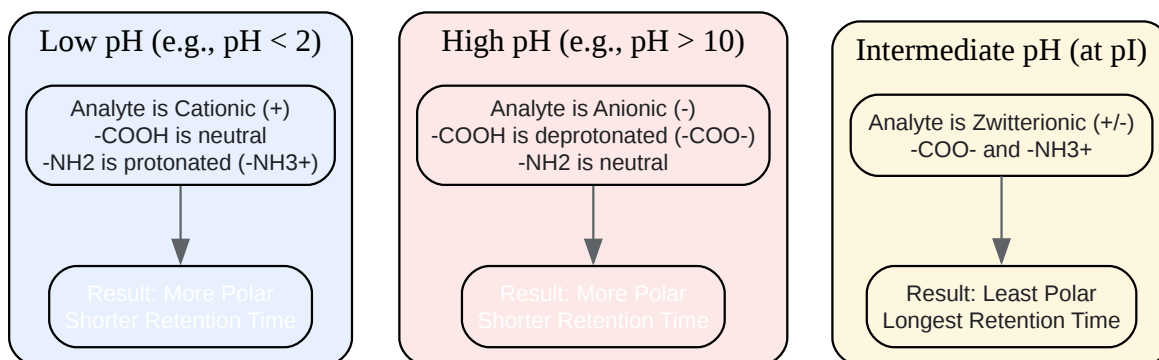 Low pH (e.g., pH < 2)
Analyte is Cationic (+)
-COOH is neutral
-NH2 is protonated (-NH3+)
Result: More Polar
Shorter Retention Time
High pH (e.g., pH > 10)
Analyte is Anionic (-)
-COOH is deprotonated (-COO-)
-NH2 is neutral
Result: More Polar
Shorter Retention Time
Intermediate pH (at pI)
Analyte is Zwitterionic (+/-)
-COO- and -NH3+
Result: Least Polar
Longest Retention Time